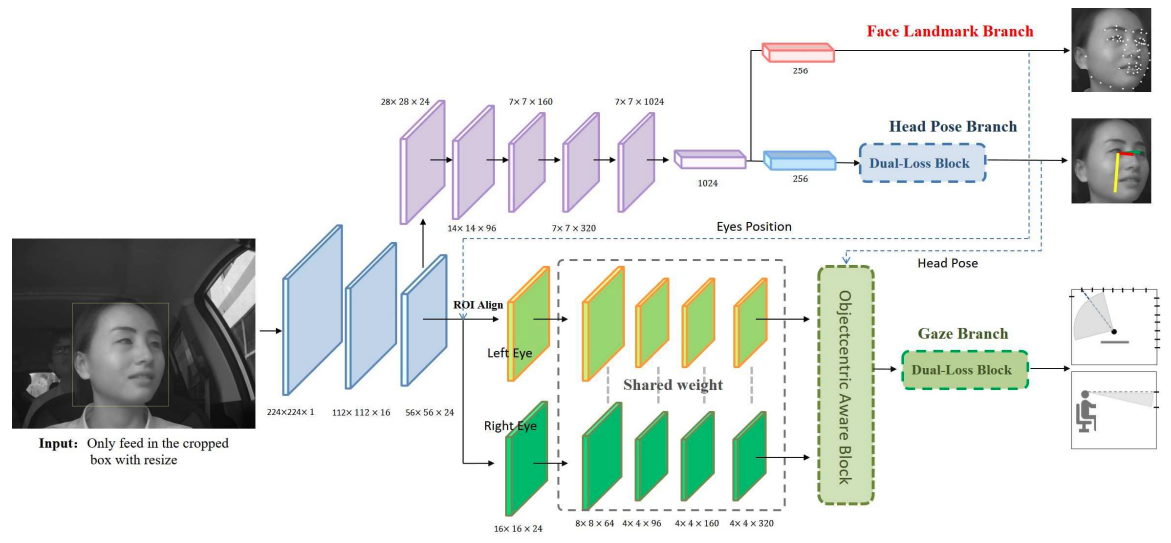 Face Landmark Branch
256
28× 28 × 24
7× 7 ×160
7× 7 ×1024
Head Pose Branch
Dual-Loss Block
1024
256
14× 14 × 96
7× 7 ×320
Eyes Position
Head Pose
ROI Align
Left Eye
Shared weight
Objectcentric Aware Block
Gaze Branch
Dual-Loss Block
224×224× 1
112× 112 × 16
56× 56 × 24
Right Eye
Input: Only feed in the cropped
box with resize
16× 16 × 24
8× 8 × 64
4× 4 ×96
4× 4 ×160
4× 4 ×320